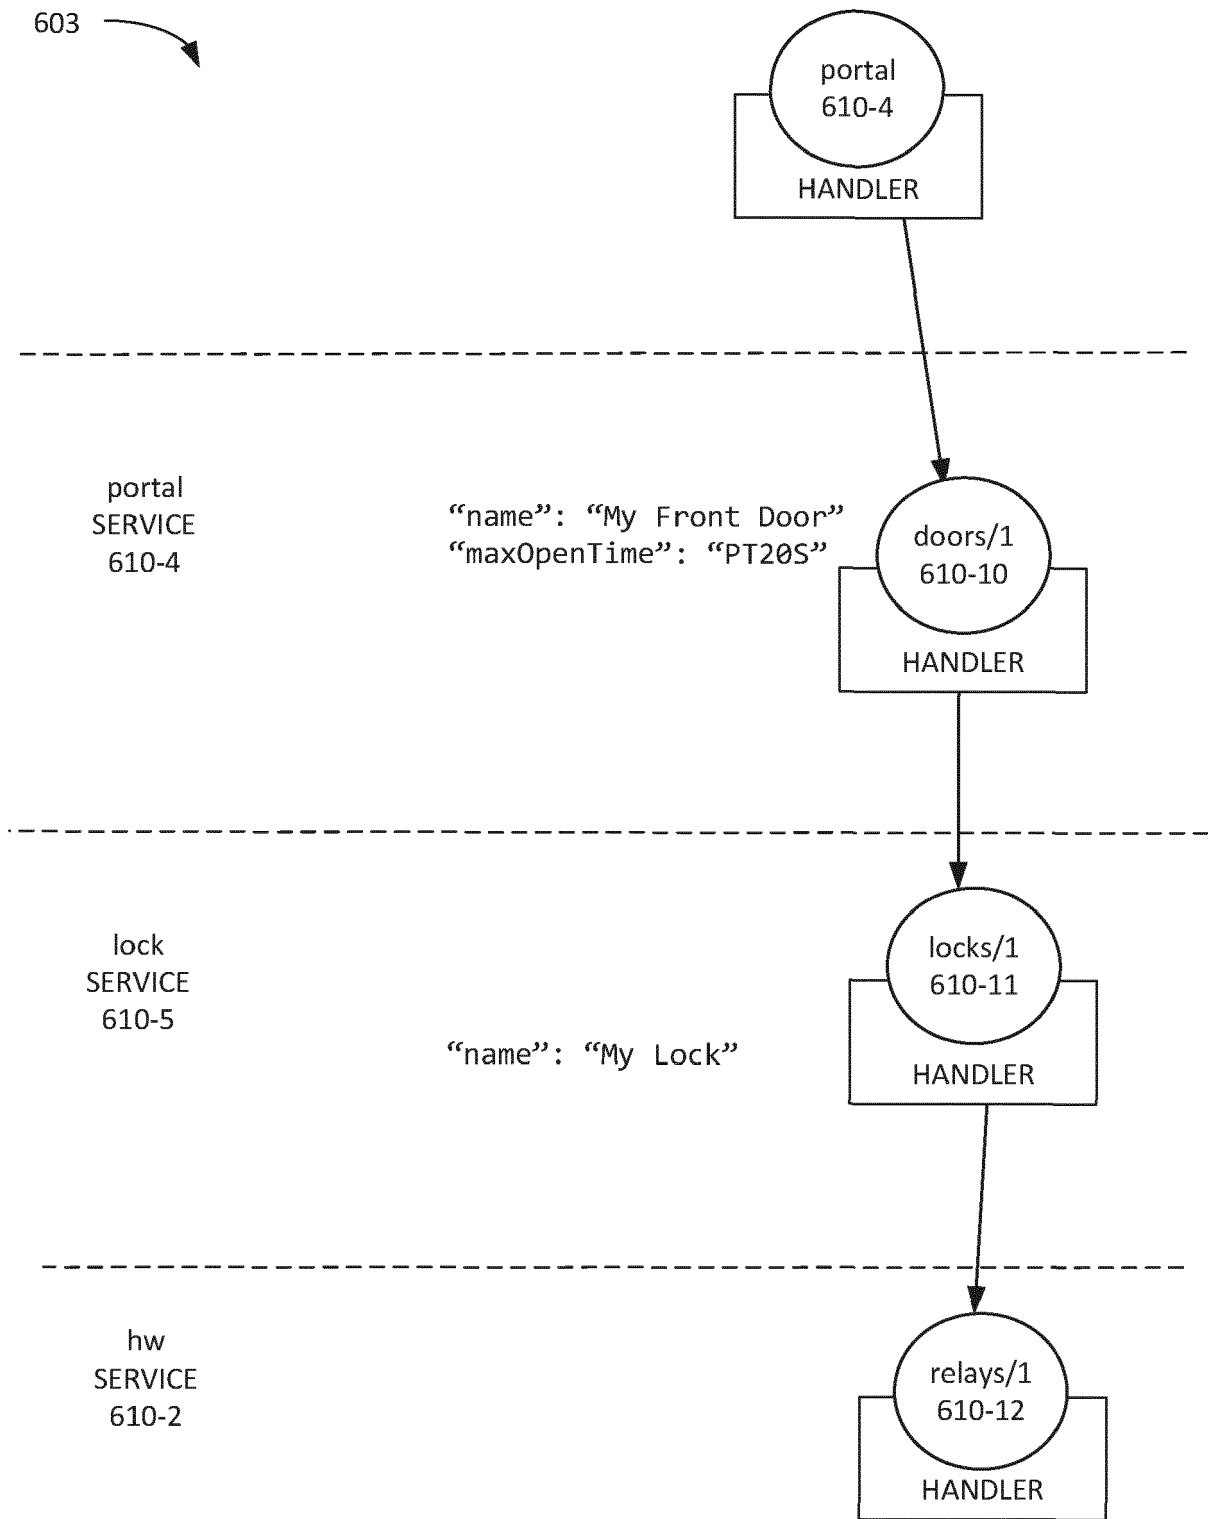 603
portal
610-4
HANDLER
portal
SERVICE
610-4
“name”: “My Front Door”
“maxOpenTime”: “PT20S”
doors/1
610-10
HANDLER
lock
SERVICE
610-5
“name”: “My Lock”
locks/1
610-11
HANDLER
hw
SERVICE
610-2
relays/1
610-12
HANDLER